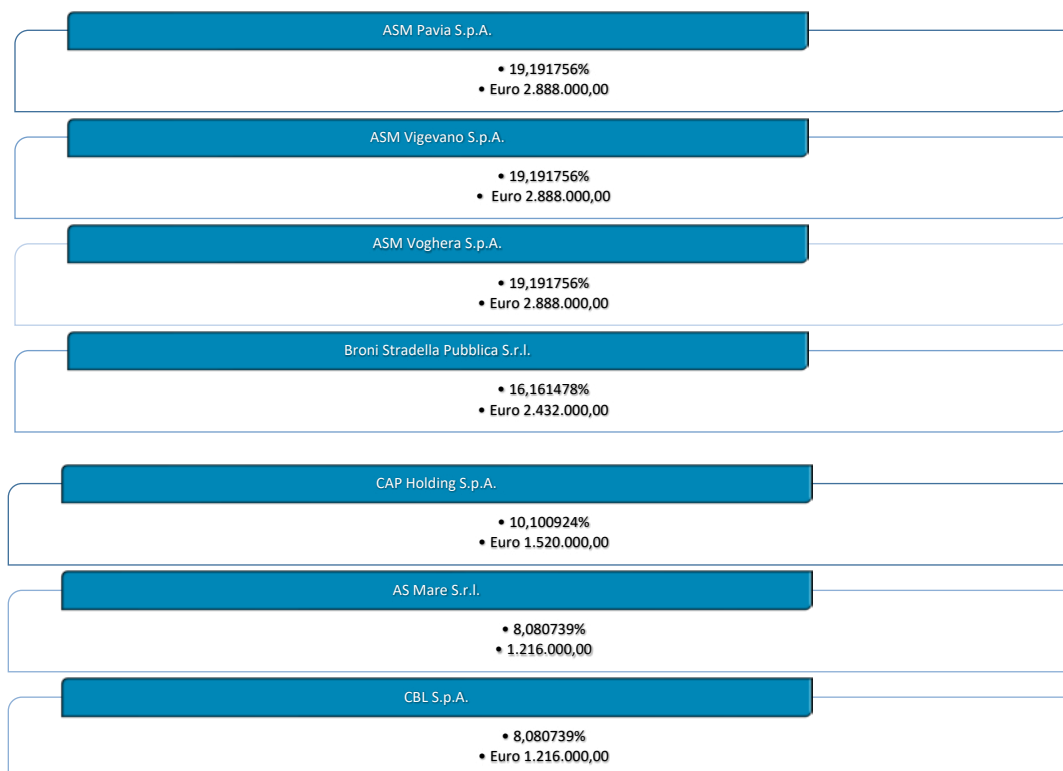 ASM Pavia S.p.A.
• 19,191756%
• Euro 2.888.000,00
ASM Vigevano S.p.A.
• 19,191756%
• Euro 2.888.000,00
ASM Voghera S.p.A.
• 19,191756%
• Euro 2.888.000,00
Broni Stradella Pubblica S.r.l.
• 16,161478%
• Euro 2.432.000,00
CAP Holding S.p.A.
• 10,100924%
• Euro 1.520.000,00
AS Mare S.r.l.
• 8,080739%
• 1.216.000,00
CBL S.p.A.
• 8,080739%
• Euro 1.216.000,00